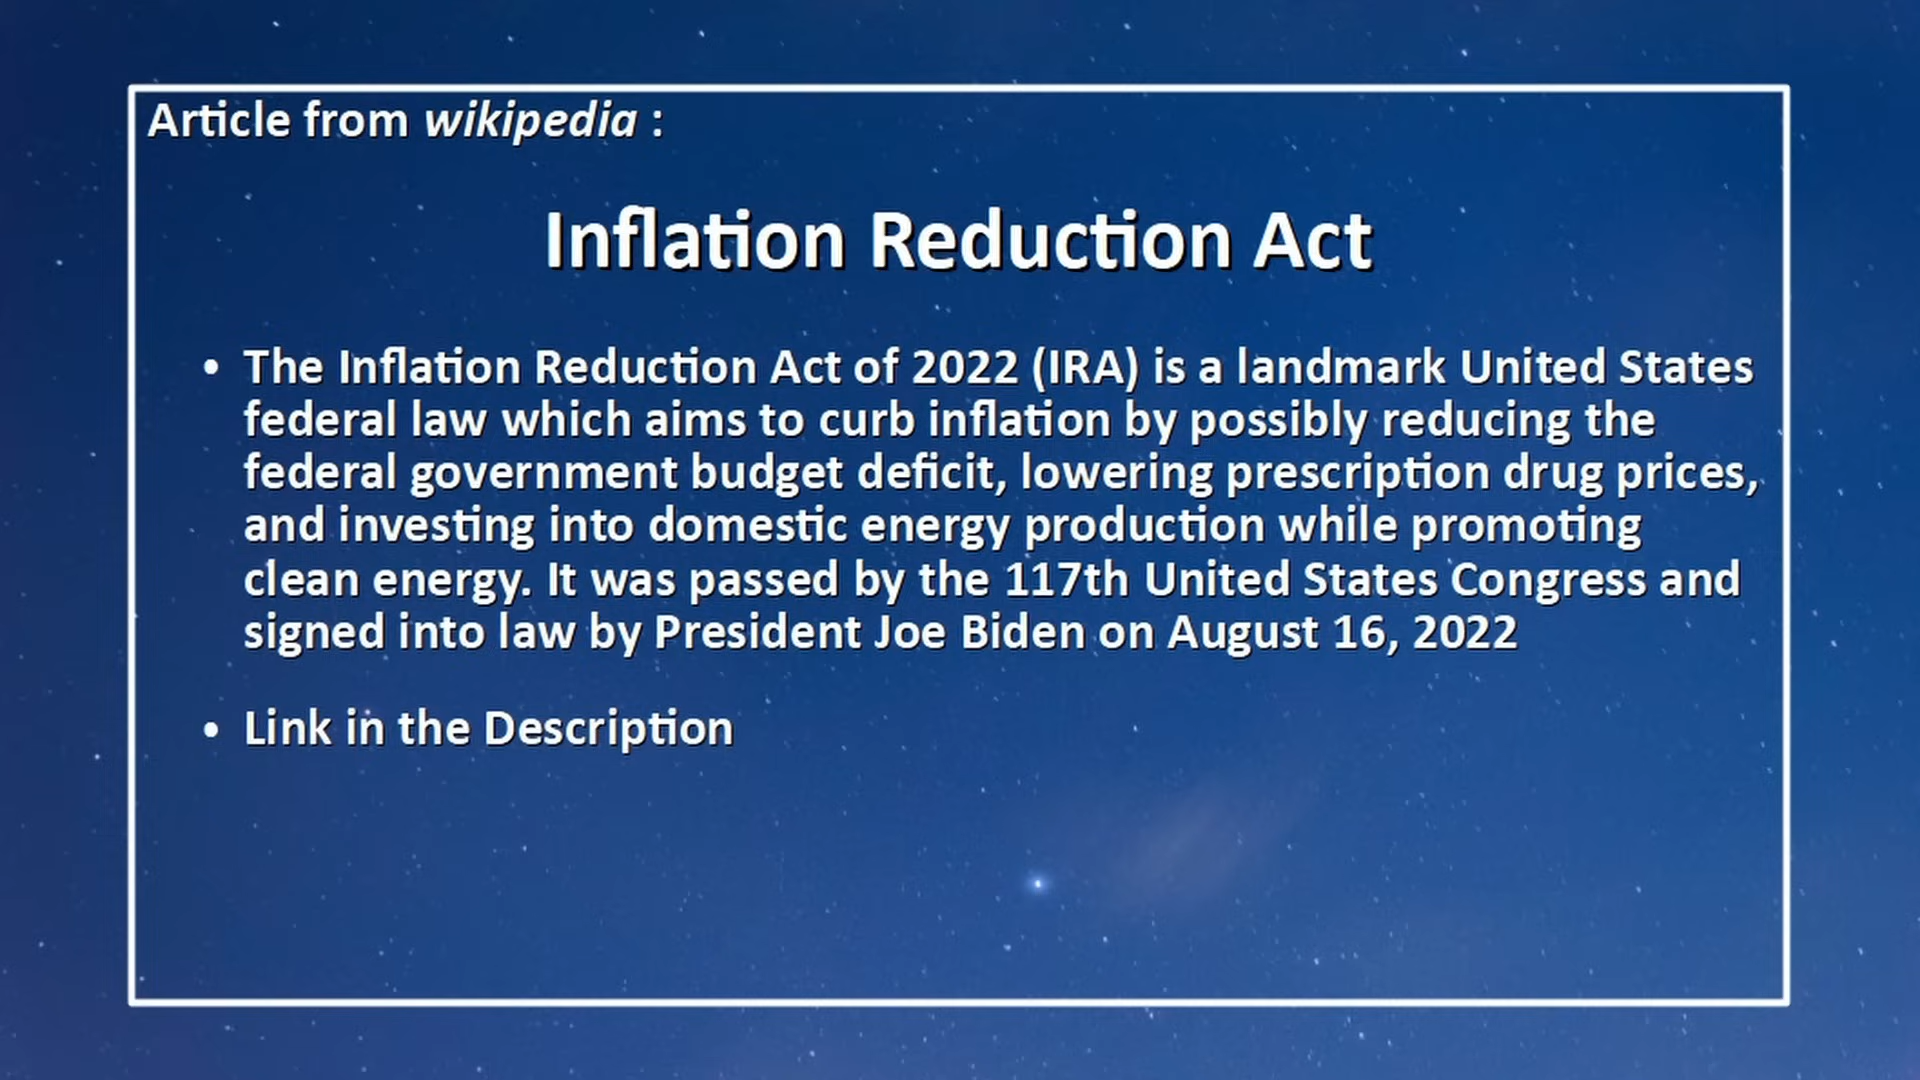 Article from wikipedia :
Inflation Reduction Act
• The Inflation Reduction Act of 2022 (IRA) is a landmark United States
federal law which aims to curb inflation by possibly reducing the
federal government budget deficit, lowering prescription drug prices,
and investing into domestic energy production while promoting
clean energy. It was passed by the 117th United States Congress and
signed into law by President Joe Biden on August 16, 2022
• Link in the Description